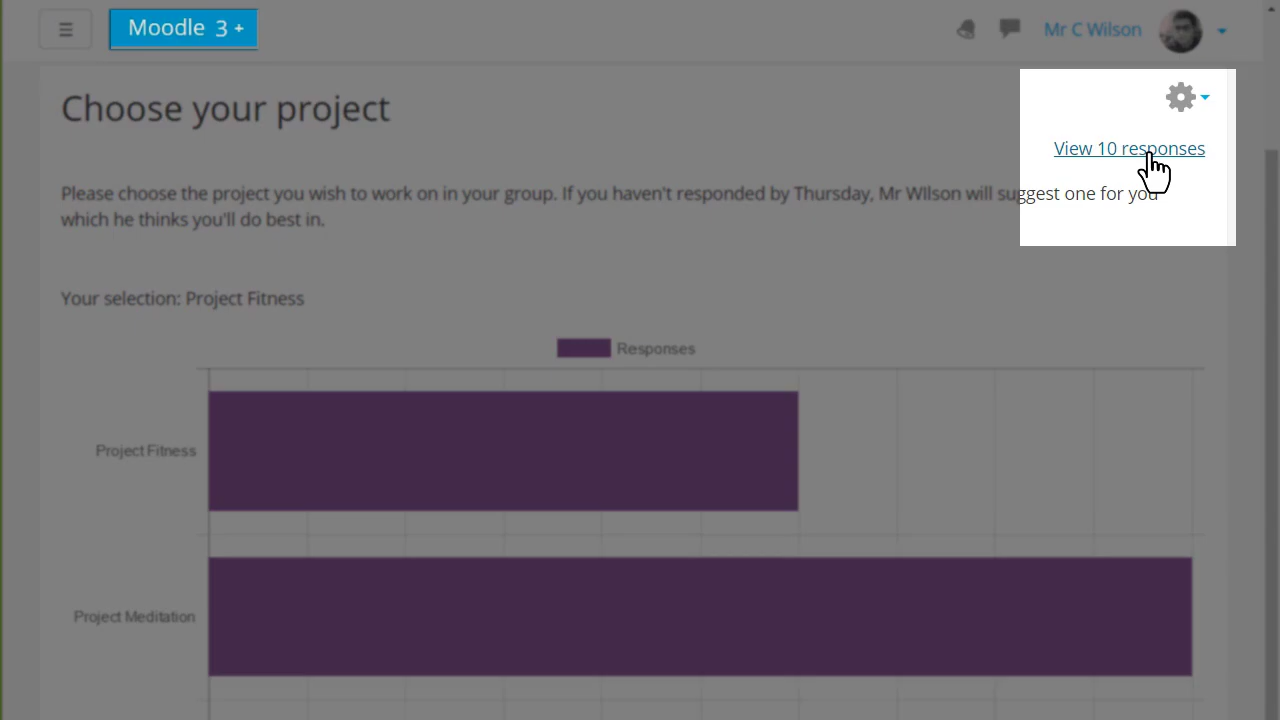 Moodle 3 +
Mr C Wilson
Choose your project
View 10 responses
Please choose the project you wish to work on in your group. If you haven't responded by Thursday, Mr WIlson will suggest one for you
which he thinks you'll do best in.
Your selection: Project Fitness
Responses
Project Fitness
Project Meditation